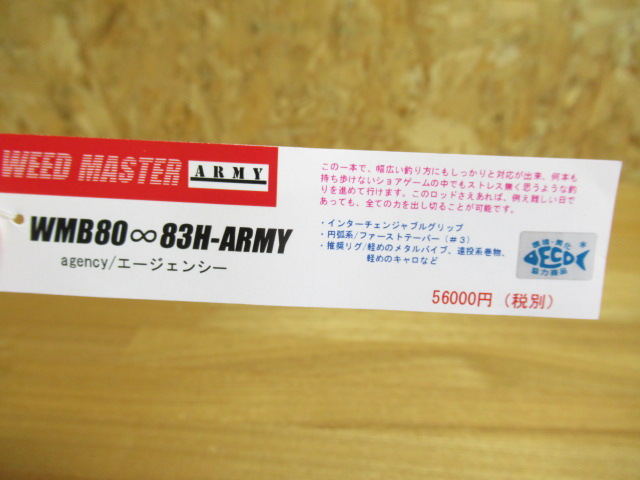 WEED MASTER ARMY
WMB80∞83H-ARMY
agency/エージェンシー
この一本で、幅広い釣り方にもしっかりと対応が出来、何本も
持ち歩けないショアゲームの中でもストレス無く思うような釣
りを進めて行けます。このロッドさえあれば、例え難しい日で
あっても、全ての力を出し切ることが可能です。
・インターチェンジャブルグリップ
・円弧系/ファーストテーパー(#3)
・推奨リグ/軽めのメタルバイブ、遠投系巻物、
軽めのキャロなど
環境・美化
ECO
協力商品
56000円(税別)